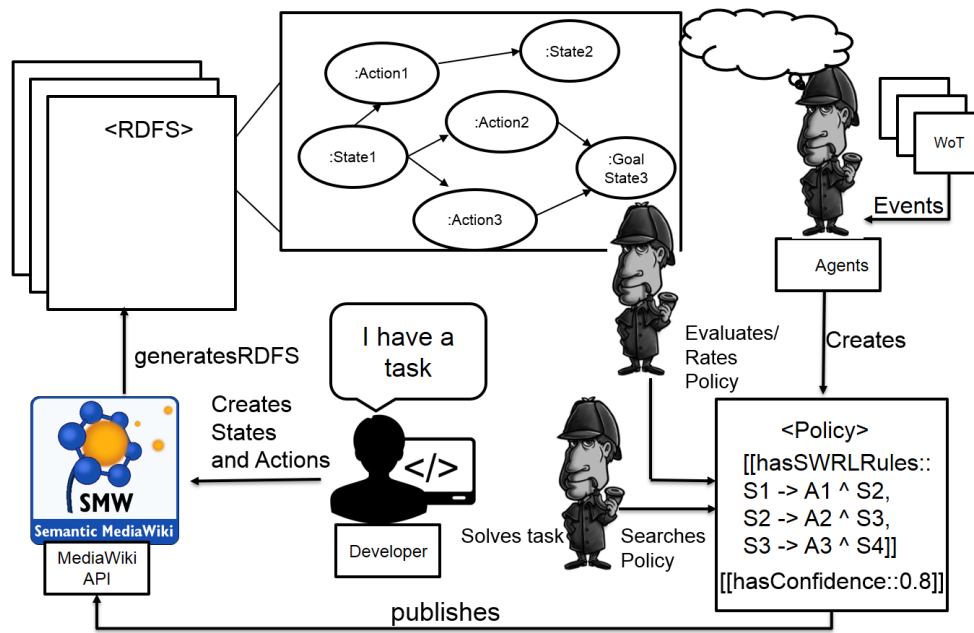 <RDFS>
:Action1
:State2
:State1
:Action2
:Action3
:Goal
State3
WoT
Events
Agents
Creates
generatesRDFS
I have a
task
Creates
States
and Actions
</>
Developer
SMW
Semantic MediaWiki
MediaWiki
API
Evaluates/
Rates
Policy
Solves task
Searches
Policy
<Policy>
[[hasSWRLRules::
S1 -> A1 ^ S2,
S2 -> A2 ^ S3,
S3 -> A3 ^ S4]]
[[hasConfidence::0.8]]
publishes